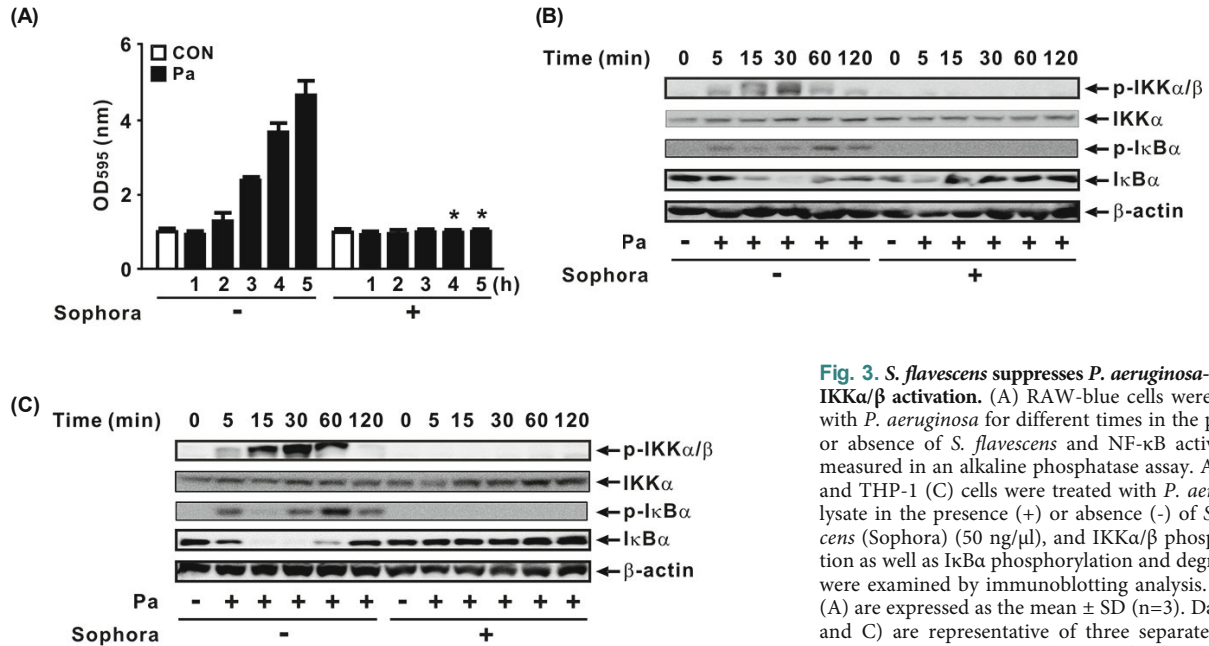 (A)
6
4
2
0
OD595 (nm)
CON
Pa
* *
1 2 3 4 5 1 2 3 4 5 (h)
Sophora - +
(B)
Time (min) 0 5 15 30 60 120 0 5 15 30 60 120
p-IKKα/β
IKKα
p-IκBα
IκBα
β-actin
Pa - + + + + + - + + + + +
Sophora - +
(C)
Time (min) 0 5 15 30 60 120 0 5 15 30 60 120
p-IKKα/β
IKKα
p-IκBα
IκBα
β-actin
Pa - + + + + + + + + + + +
Sophora - +
Fig. 3. S. flavescens suppresses P. aeruginosa-
IKKα/β activation. (A) RAW-blue cells were
with P. aeruginosa for different times in the p
or absence of S. flavescens and NF-κB activ
measured in an alkaline phosphatase assay. A
and THP-1 (C) cells were treated with P. aer
lysate in the presence (+) or absence (-) of S
cens (Sophora) (50 ng/μl), and IKKα/β phosp
tion as well as IκBα phosphorylation and degr
were examined by immunoblotting analysis.
(A) are expressed as the mean ± SD (n=3). Da
and C) are representative of three separate